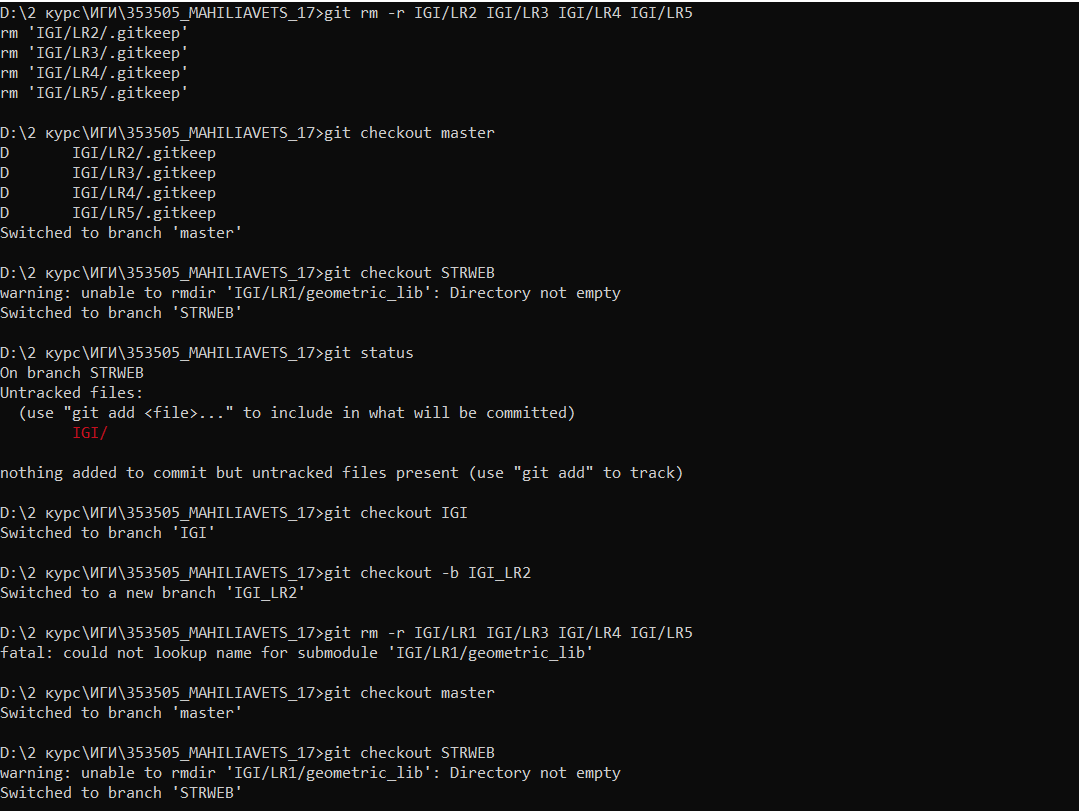 D:\2 курс\ИГИ\353505_MAHILIAVETS_17>git rm -r IGI/LR2 IGI/LR3 IGI/LR4 IGI/LR5
rm 'IGI/LR2/.gitkeep'
rm 'IGI/LR3/.gitkeep'
rm 'IGI/LR4/.gitkeep'
rm 'IGI/LR5/.gitkeep'
D:\2 курс\ИГИ\353505_MAHILIAVETS_17>git checkout master
D       IGI/LR2/.gitkeep
D       IGI/LR3/.gitkeep
D       IGI/LR4/.gitkeep
D       IGI/LR5/.gitkeep
Switched to branch 'master'
D:\2 курс\ИГИ\353505_MAHILIAVETS_17>git checkout STRWEB
warning: unable to rmdir 'IGI/LR1/geometric_lib': Directory not empty
Switched to branch 'STRWEB'
D:\2 курс\ИГИ\353505_MAHILIAVETS_17>git status
On branch STRWEB
Untracked files:
  (use "git add <file>..." to include in what will be committed)
        IGI/
nothing added to commit but untracked files present (use "git add" to track)
D:\2 курс\ИГИ\353505_MAHILIAVETS_17>git checkout IGI
Switched to branch 'IGI'
D:\2 курс\ИГИ\353505_MAHILIAVETS_17>git checkout -b IGI_LR2
Switched to a new branch 'IGI_LR2'
D:\2 курс\ИГИ\353505_MAHILIAVETS_17>git rm -r IGI/LR1 IGI/LR3 IGI/LR4 IGI/LR5
fatal: could not lookup name for submodule 'IGI/LR1/geometric_lib'
D:\2 курс\ИГИ\353505_MAHILIAVETS_17>git checkout master
Switched to branch 'master'
D:\2 курс\ИГИ\353505_MAHILIAVETS_17>git checkout STRWEB
warning: unable to rmdir 'IGI/LR1/geometric_lib': Directory not empty
Switched to branch 'STRWEB'